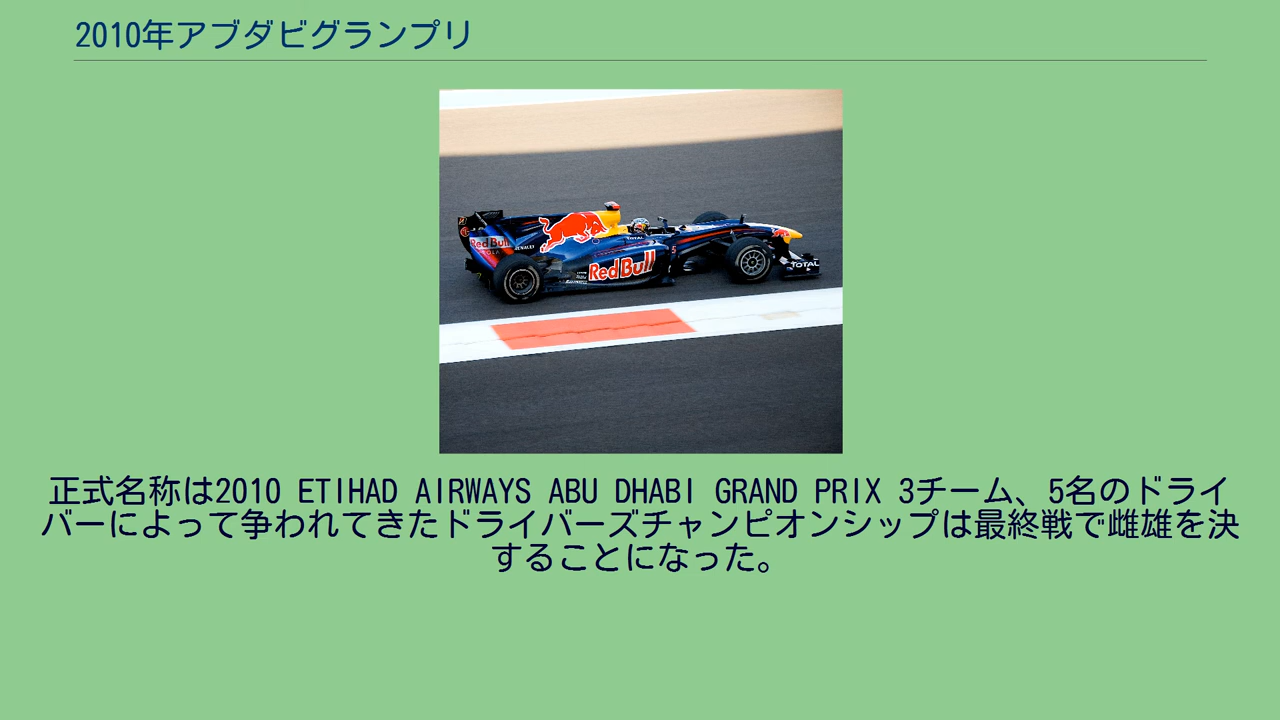 2010年アブダビグランプリ
Red Bull
RENAULT
TOTAL
Red Bull
TOTAL
正式名称は2010 ETIHAD AIRWAYS ABU DHABI GRAND PRIX 3チーム、5名のドライ
バーによって争われてきたドライバーズチャンピオンシップは最終戦で雌雄を決
することになった。